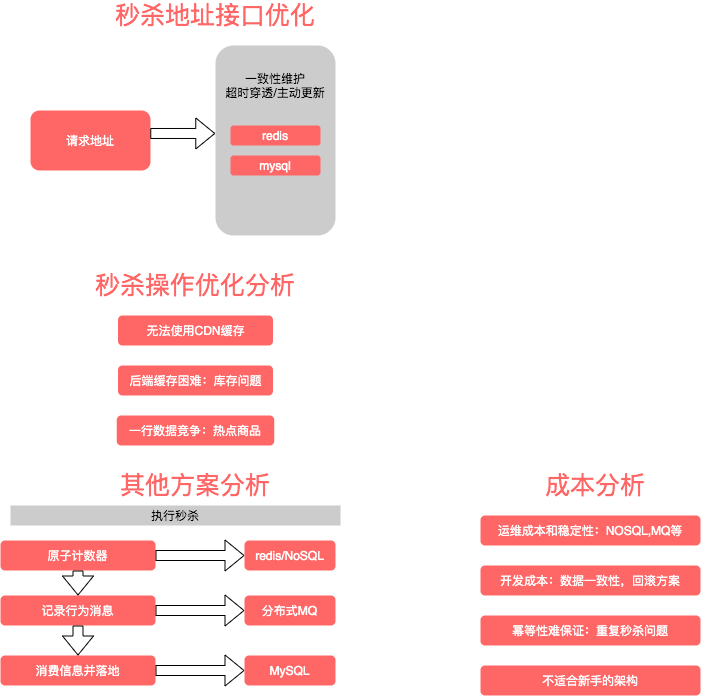 秒杀地址接口优化
一致性维护
超时穿透/主动更新
请求地址
redis
mysql
秒杀操作优化分析
无法使用CDN缓存
后端缓存困难：库存问题
一行数据竞争：热点商品
其他方案分析
执行秒杀
原子计数器
redis/NoSQL
记录行为消息
分布式MQ
消费信息并落地
MySQL
成本分析
运维成本和稳定性：NOSQL,MQ等
开发成本：数据一致性，回滚方案
幂等性难保证：重复秒杀问题
不适合新手的架构